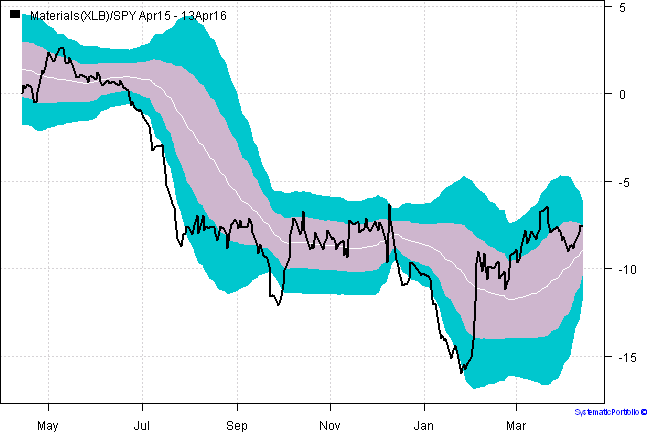 Materials(XLB)/SPY Apr15 - 13Apr16
5
0
-5
-10
-15
May Jul Sep Nov Jan Mar
SystematicPortfolio ©